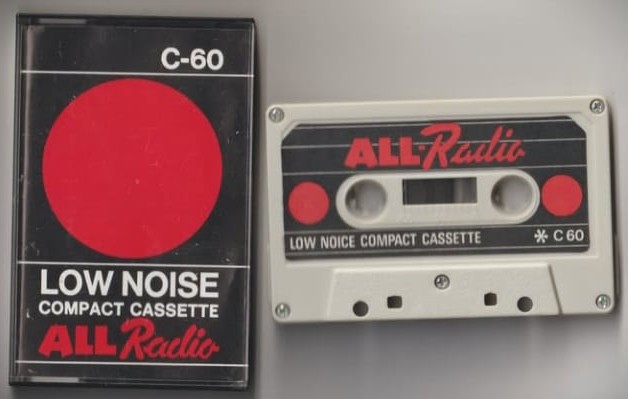 C-60
LOW NOISE
COMPACT CASSETTE
ALL Radio
ALL-Radio
LOW NOICE COMPACT CASSETTE
* C 60